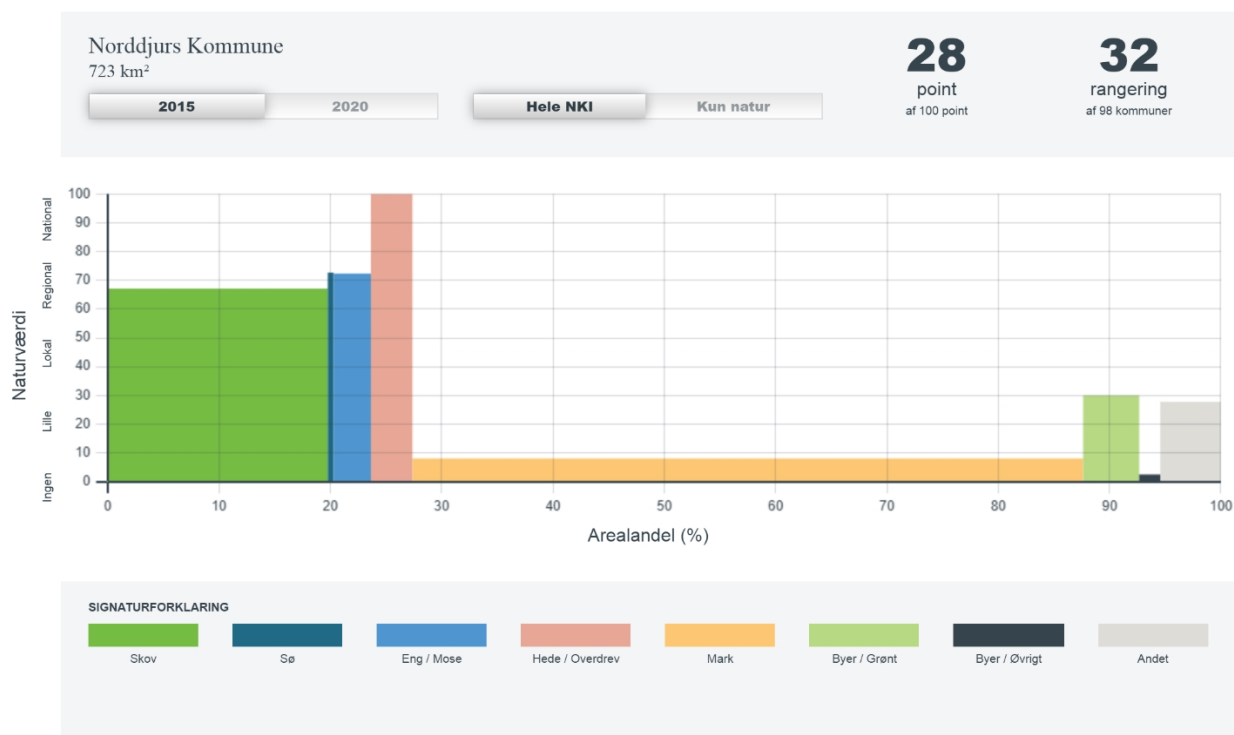 Norddjurs Kommune
723 km²
2015 2020 Hele NKI Kun natur
28
point
af 100 point
32
rangering
af 98 kommuner
Naturværdi
National
Regional
Lokal
Lille
Ingen
100
90
80
70
60
50
40
30
20
10
0
0 10 20 30 40 50 60 70 80 90 100
Arealandel (%)
SIGNATURFORKLARING
Skov Sø Eng / Mose Hede / Overdrev Mark Byer / Grønt Byer / Øvrigt Andet